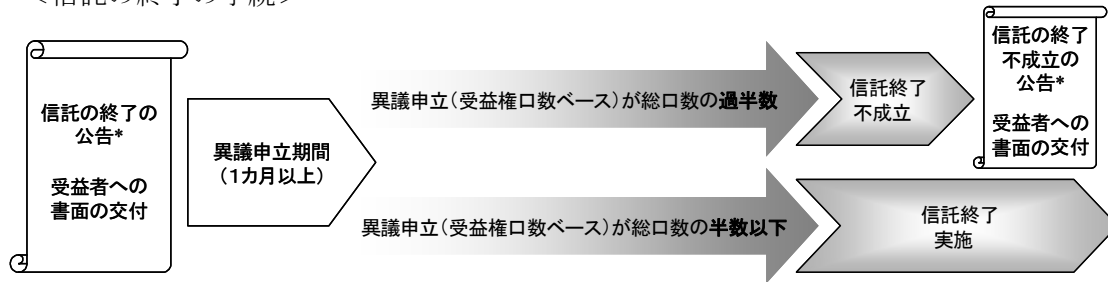 <信託の終了の手続>
信託の終了の
公告*
受益者への
書面の交付
異議申立期間
(1カ月以上)
異議申立(受益権口数ベース)が総口数の過半数
信託終了
不成立
信託の終了
不成立の
公告*
受益者への
書面の交付
異議申立(受益権口数ベース)が総口数の半数以下
信託終了
実施